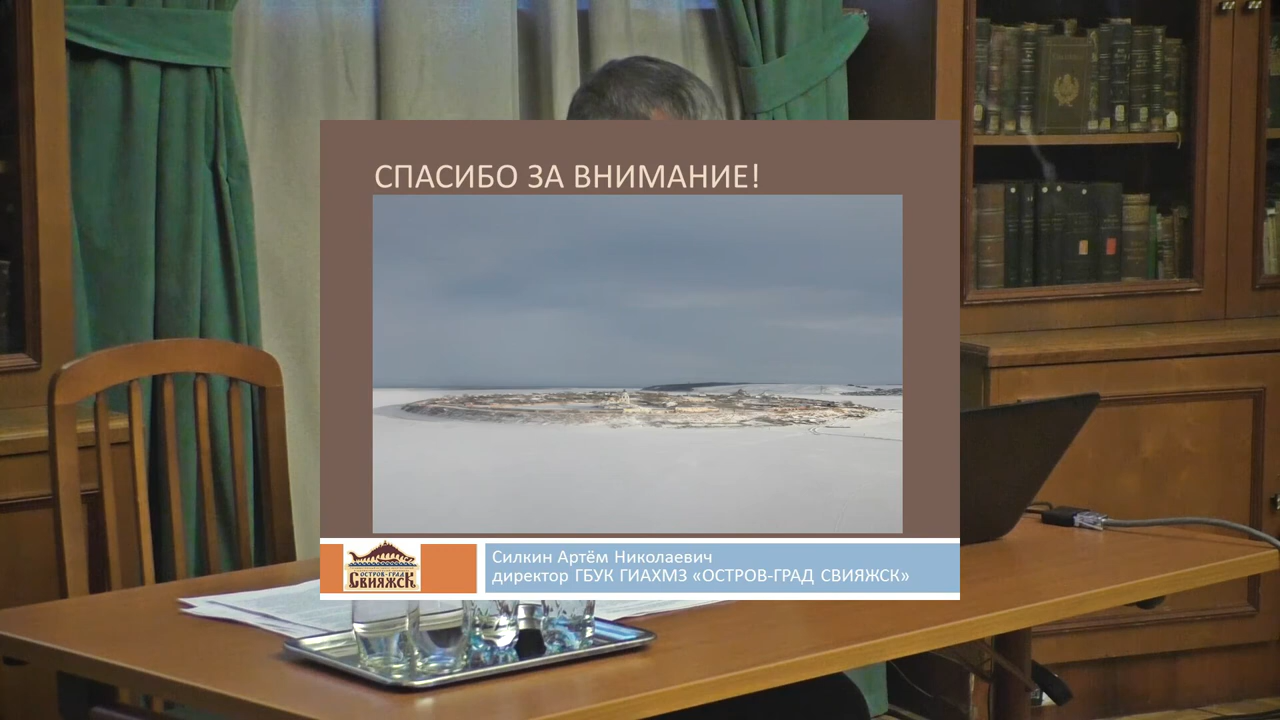 СПАСИБО ЗА ВНИМАНИЕ!
ОСТРОВ-ГРАД
СВИЯЖСК
Силкин Артём Николаевич
директор ГБУК ГИАХМЗ «ОСТРОВ-ГРАД СВИЯЖСК»